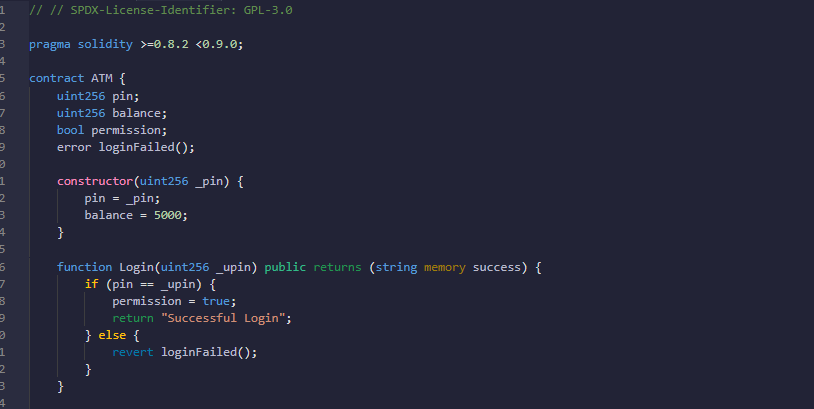 1 // // SPDX-License-Identifier: GPL-3.0
2
3 pragma solidity >=0.8.2 <0.9.0;
4
5 contract ATM {
6 uint256 pin;
7 uint256 balance;
8 bool permission;
9 error loginFailed();
0
1 constructor(uint256 _pin) {
2 pin = _pin;
3 balance = 5000;
4 }
5
6 function Login(uint256 _upin) public returns (string memory success) {
7 if (pin == _upin) {
8 permission = true;
9 return "Successful Login";
0 } else {
1 revert loginFailed();
2 }
3 }
4